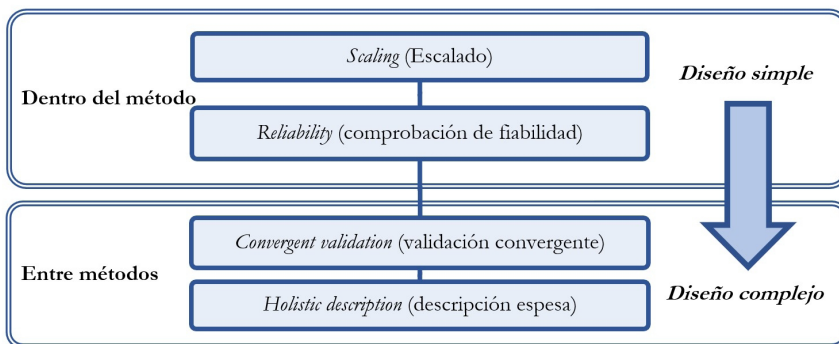 Scaling (Escalado)
Diseño simple
Dentro del método
Reliability (comprobación de fiabilidad)
Convergent validation (validación convergente)
Entre métodos
Holistic description (descripción espesa)
Diseño complejo